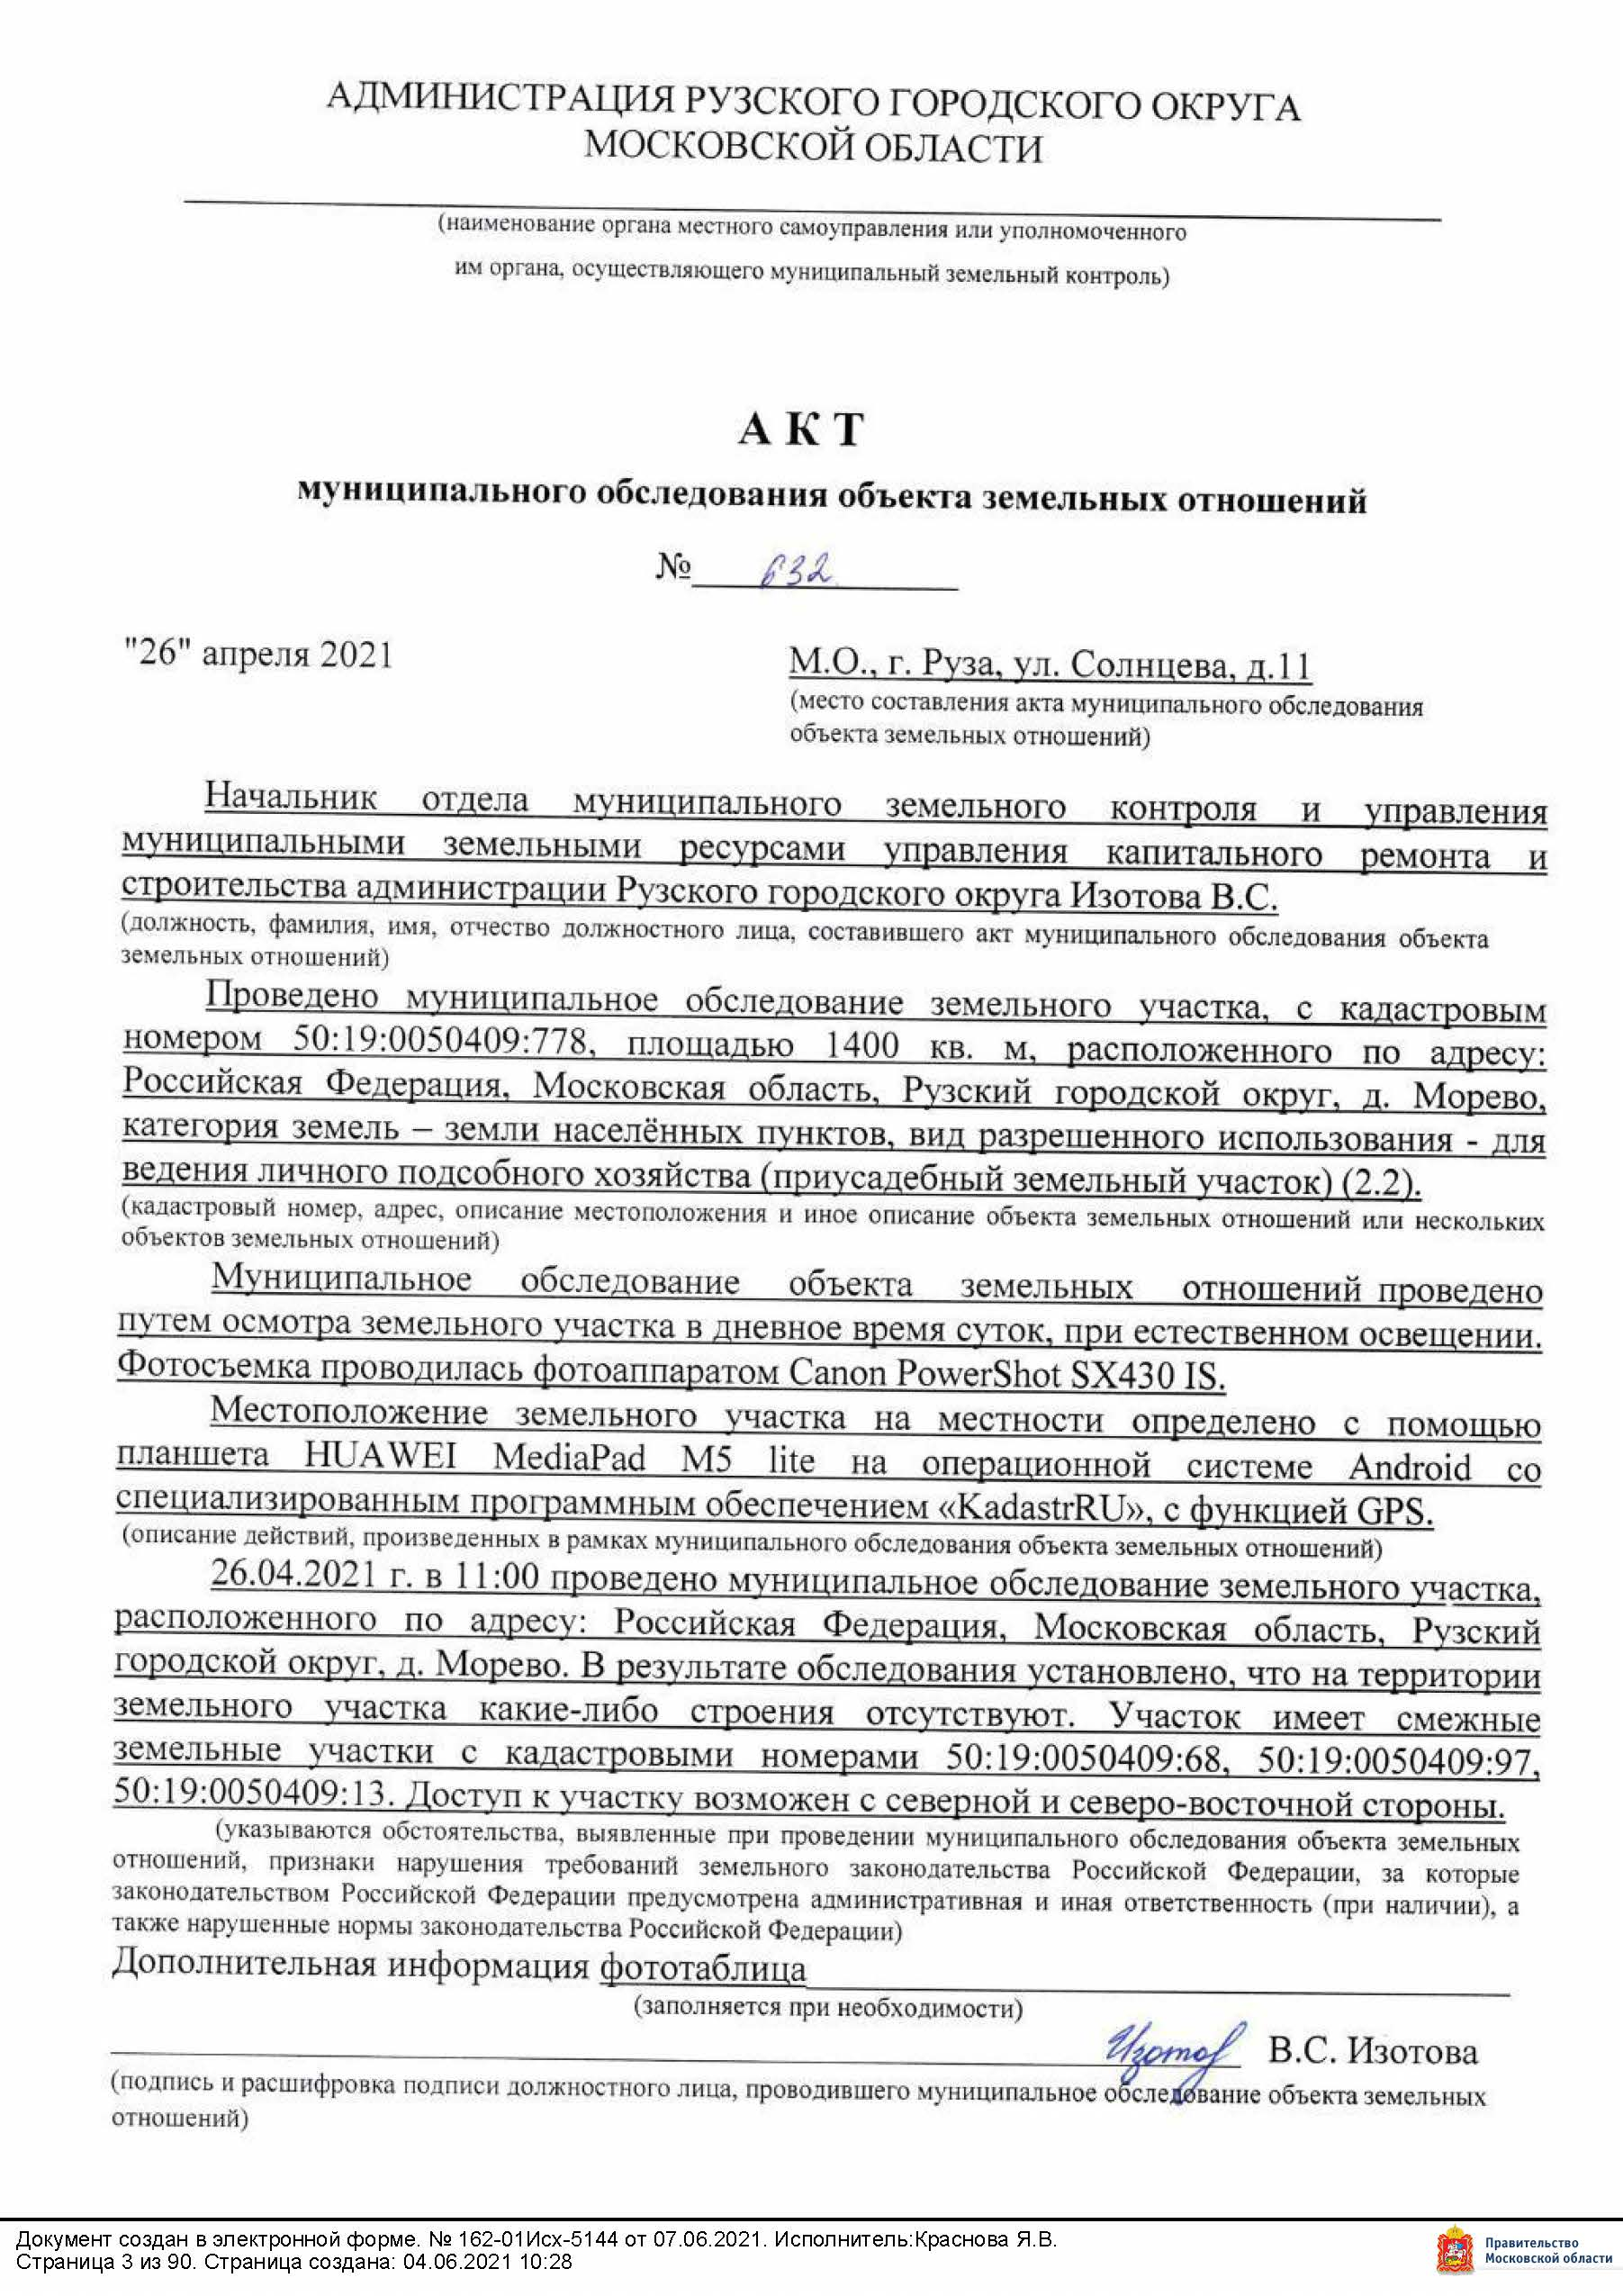 АДМИНИСТРАЦИЯ РУЗСКОГО ГОРОДСКОГО ОКРУГА
МОСКОВСКОЙ ОБЛАСТИ
(наименование органа местного самоуправления или уполномоченного
им органа, осуществляющего муниципальный земельный контроль)
А К Т
муниципального обследования объекта земельных отношений
№ 632
"26" апреля 2021
М.О., г. Руза, ул. Солнцева, д.11
(место составления акта муниципального обследования
объекта земельных отношений)
Начальник отдела муниципального земельного контроля и управления
муниципальными земельными ресурсами управления капитального ремонта и
строительства администрации Рузского городского округа Изотова В.С.
(должность, фамилия, имя, отчество должностного лица, составившего акт муниципального обследования объекта
земельных отношений)
Проведено муниципальное обследование земельного участка, с кадастровым
номером 50:19:0050409:778, площадью 1400 кв. м, расположенного по адресу:
Российская Федерация, Московская область, Рузский городской округ, д. Морево,
категория земель – земли населённых пунктов, вид разрешенного использования - для
ведения личного подсобного хозяйства (приусадебный земельный участок) (2.2).
(кадастровый номер, адрес, описание местоположения и иное описание объекта земельных отношений или нескольких
объектов земельных отношений)
Муниципальное обследование объекта земельных отношений проведено
путем осмотра земельного участка в дневное время суток, при естественном освещении.
Фотосъемка проводилась фотоаппаратом Canon PowerShot SX430 IS.
Местоположение земельного участка на местности определено с помощью
планшета HUAWEI MediaPad M5 lite на операционной системе Android со
специализированным программным обеспечением «KadastrRU», с функцией GPS.
(описание действий, произведенных в рамках муниципального обследования объекта земельных отношений)
26.04.2021 г. в 11:00 проведено муниципальное обследование земельного участка,
расположенного по адресу: Российская Федерация, Московская область, Рузский
городской округ, д. Морево. В результате обследования установлено, что на территории
земельного участка какие-либо строения отсутствуют. Участок имеет смежные
земельные участки с кадастровыми номерами 50:19:0050409:68, 50:19:0050409:97,
50:19:0050409:13. Доступ к участку возможен с северной и северо-восточной стороны.
(указываются обстоятельства, выявленные при проведении муниципального обследования объекта земельных
отношений, признаки нарушения требований земельного законодательства Российской Федерации, за которые
законодательством Российской Федерации предусмотрена административная и иная ответственность (при наличии), а
также нарушенные нормы законодательства Российской Федерации)
Дополнительная информация фототаблица
(заполняется при необходимости)
Изотов В.С. Изотова
(подпись и расшифровка подписи должностного лица, проводившего муниципальное обследование объекта земельных
отношений)
Документ создан в электронной форме. № 162-01Исх-5144 от 07.06.2021. Исполнитель:Краснова Я.В.
Страница 3 из 90. Страница создана: 04.06.2021 10:28
Правительство
Московской области